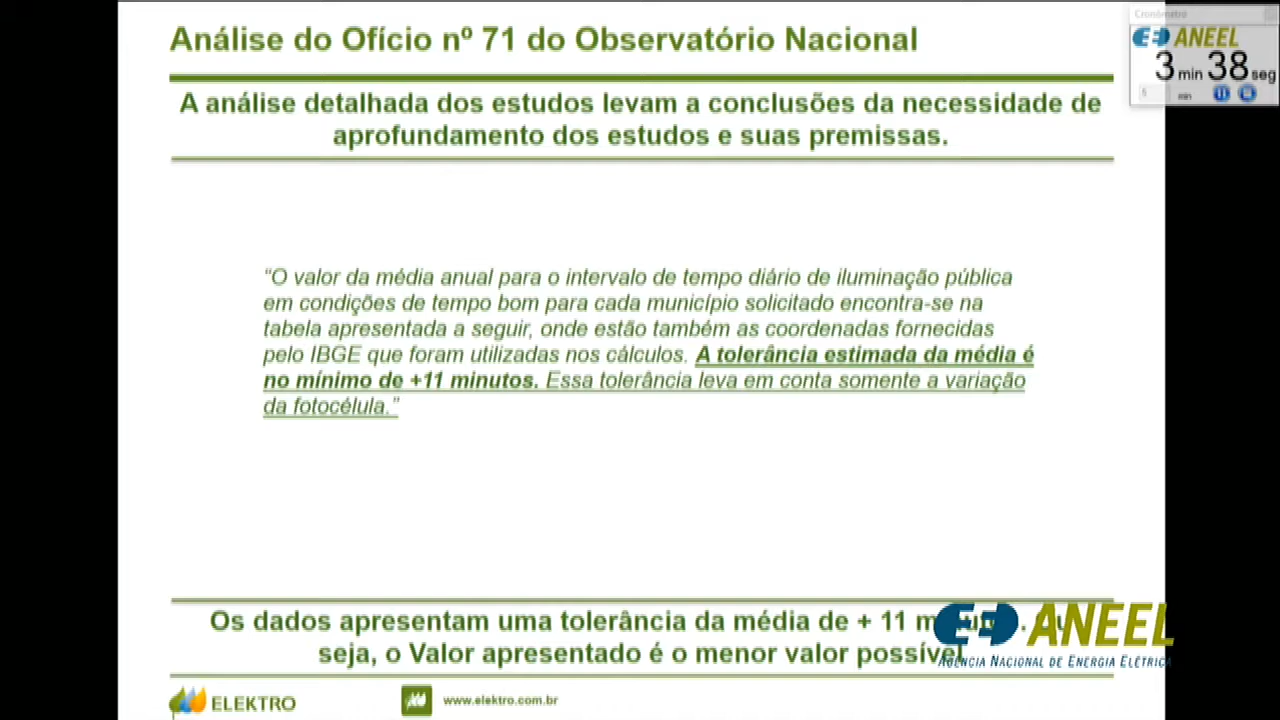 Análise do Ofício nº 71 do Observatório Nacional
Cronômetro
ANEEL
3 min 38 seg
5 min
A análise detalhada dos estudos levam a conclusões da necessidade de
aprofundamento dos estudos e suas premissas.
“O valor da média anual para o intervalo de tempo diário de iluminação pública
em condições de tempo bom para cada município solicitado encontra-se na
tabela apresentada a seguir, onde estão também as coordenadas fornecidas
pelo IBGE que foram utilizadas nos cálculos. A tolerância estimada da média é
no mínimo de +11 minutos. Essa tolerância leva em conta somente a variação
da fotocélula.”
Os dados apresentam uma tolerância da média de + 11
seja, o Valor apresentado é o menor valor possível
ANEEL
AGÊNCIA NACIONAL DE ENERGIA ELÉTRICA
ELEKTRO
www.elektro.com.br